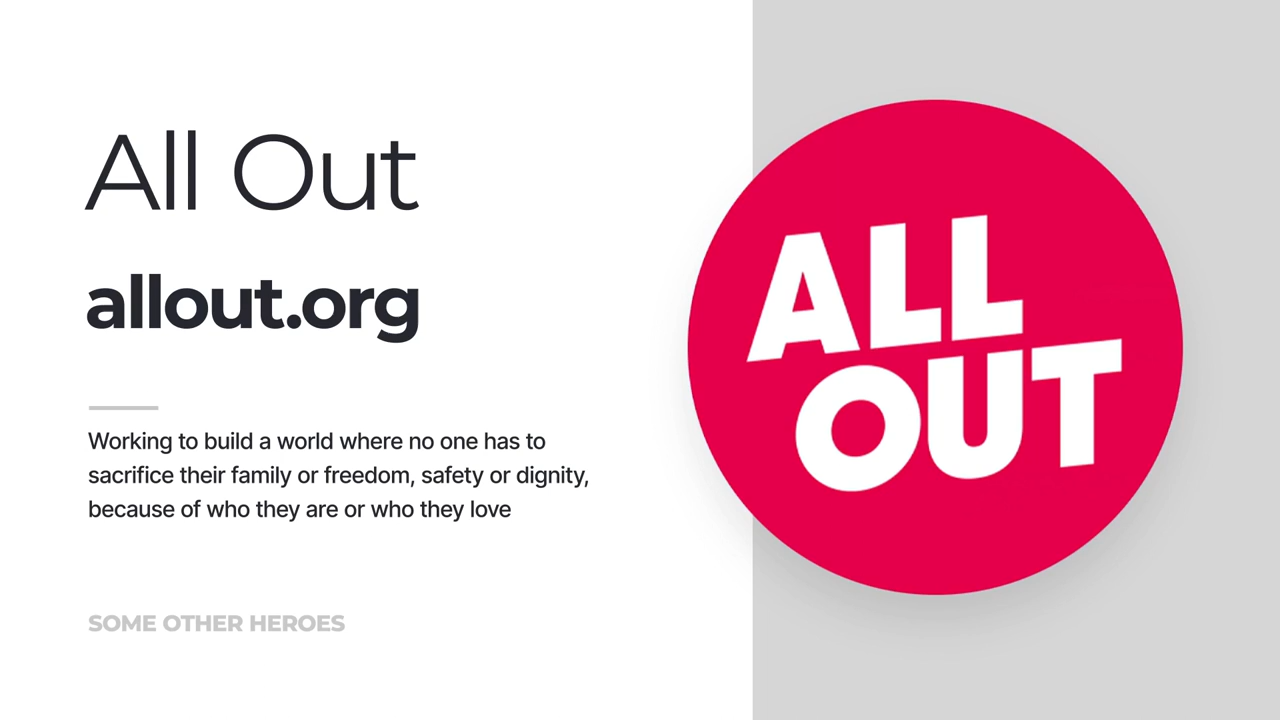 All Out
allout.org
Working to build a world where no one has to
sacrifice their family or freedom, safety or dignity,
because of who they are or who they love
SOME OTHER HEROES
ALL
OUT